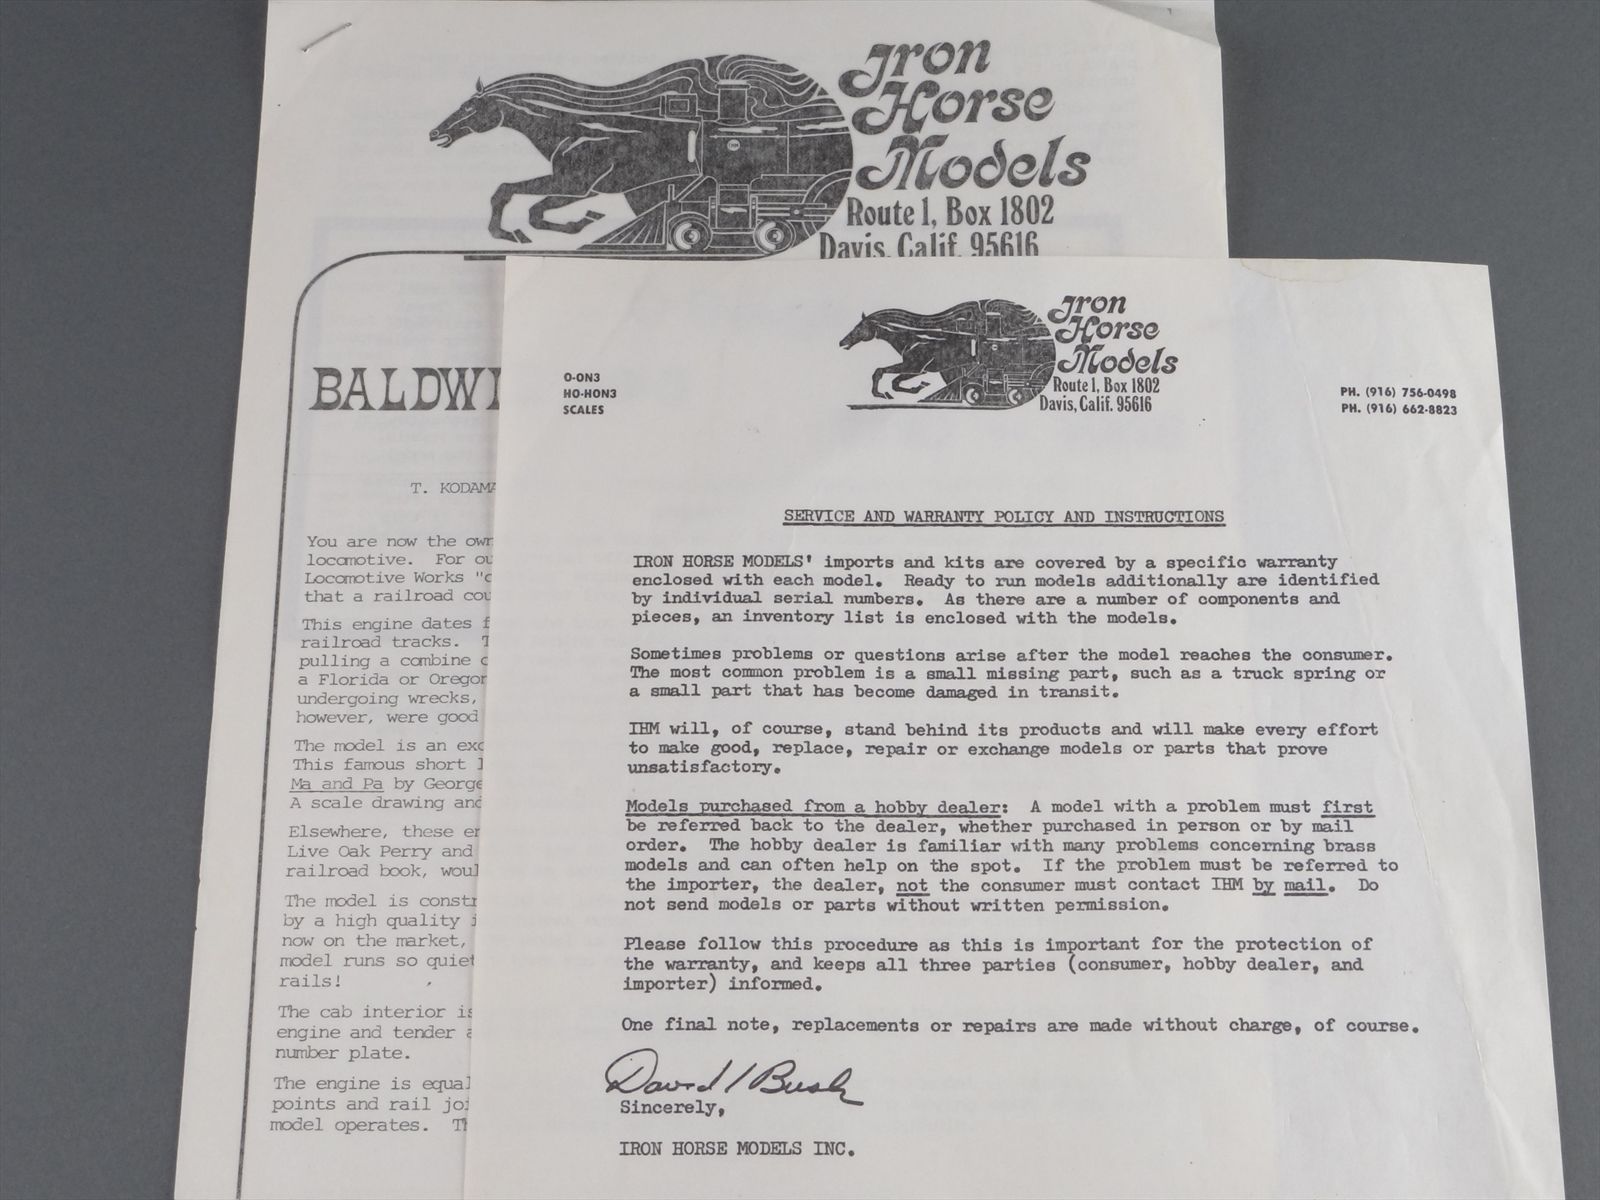 Iron
Horse
Models
Route 1, Box 1802
Davis, Calif. 95616
BALDWI
T. KODAMA
You are now the own
locomotive. For ou
Locomotive Works "c
that a railroad cou
This engine dates f
railroad tracks. T
pulling a combine c
a Florida or Oregon
undergoing wrecks,
however, were good
The model is an exc
This famous short l
Ma and Pa by George
A scale drawing and
Elsewhere, these en
Live Oak Perry and
railroad book, woul
The model is constr
by a high quality i
now on the market,
model runs so quiet
rails!
The cab interior is
engine and tender a
number plate.
The engine is equal
points and rail joi
model operates. Th
O-ON3
HO-HON3
SCALES
Iron
Horse
Models
Route 1, Box 1802
Davis, Calif. 95616
PH. (916) 756-0498
PH. (916) 662-8823
SERVICE AND WARRANTY POLICY AND INSTRUCTIONS
IRON HORSE MODELS' imports and kits are covered by a specific warranty
enclosed with each model. Ready to run models additionally are identified
by individual serial numbers. As there are a number of components and
pieces, an inventory list is enclosed with the models.
Sometimes problems or questions arise after the model reaches the consumer.
The most common problem is a small missing part, such as a truck spring or
a small part that has become damaged in transit.
IHM will, of course, stand behind its products and will make every effort
to make good, replace, repair or exchange models or parts that prove
unsatisfactory.
Models purchased from a hobby dealer: A model with a problem must first
be referred back to the dealer, whether purchased in person or by mail
order. The hobby dealer is familiar with many problems concerning brass
models and can often help on the spot. If the problem must be referred to
the importer, the dealer, not the consumer must contact IHM by mail. Do
not send models or parts without written permission.
Please follow this procedure as this is important for the protection of
the warranty, and keeps all three parties (consumer, hobby dealer, and
importer) informed.
One final note, replacements or repairs are made without charge, of course.
David Bush
Sincerely,
IRON HORSE MODELS INC.